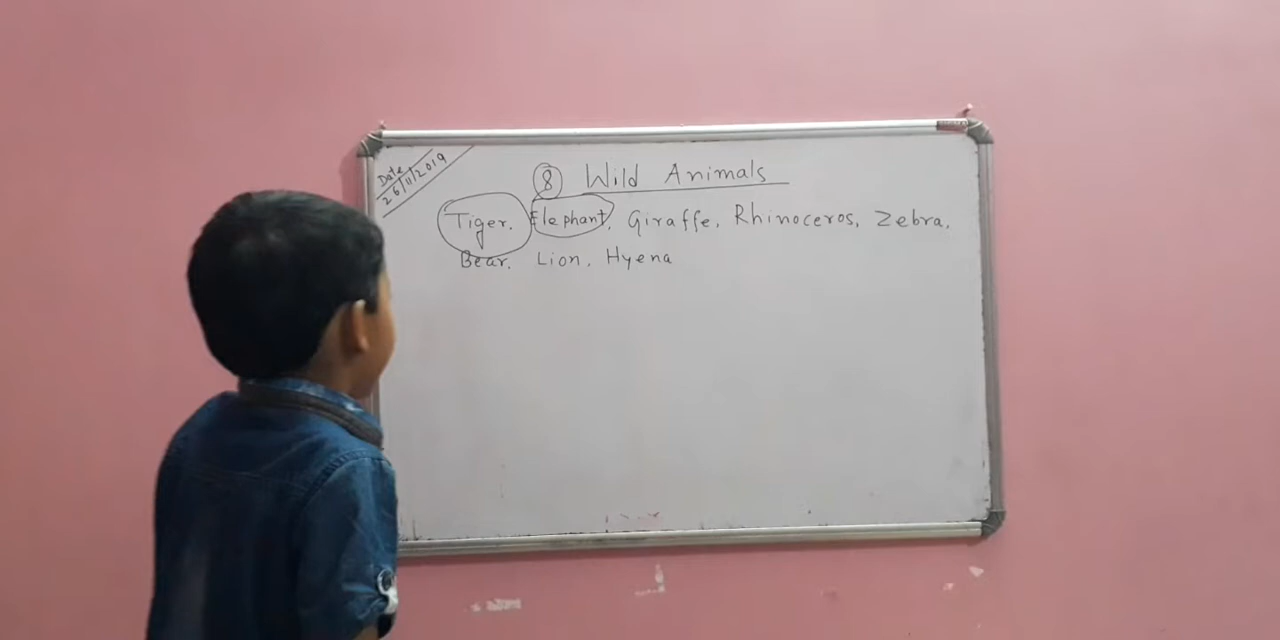 Date
26/11/2019
8 Wild Animals
Tiger. Elephant, Giraffe, Rhinoceros, Zebra,
Bear. Lion. Hyena